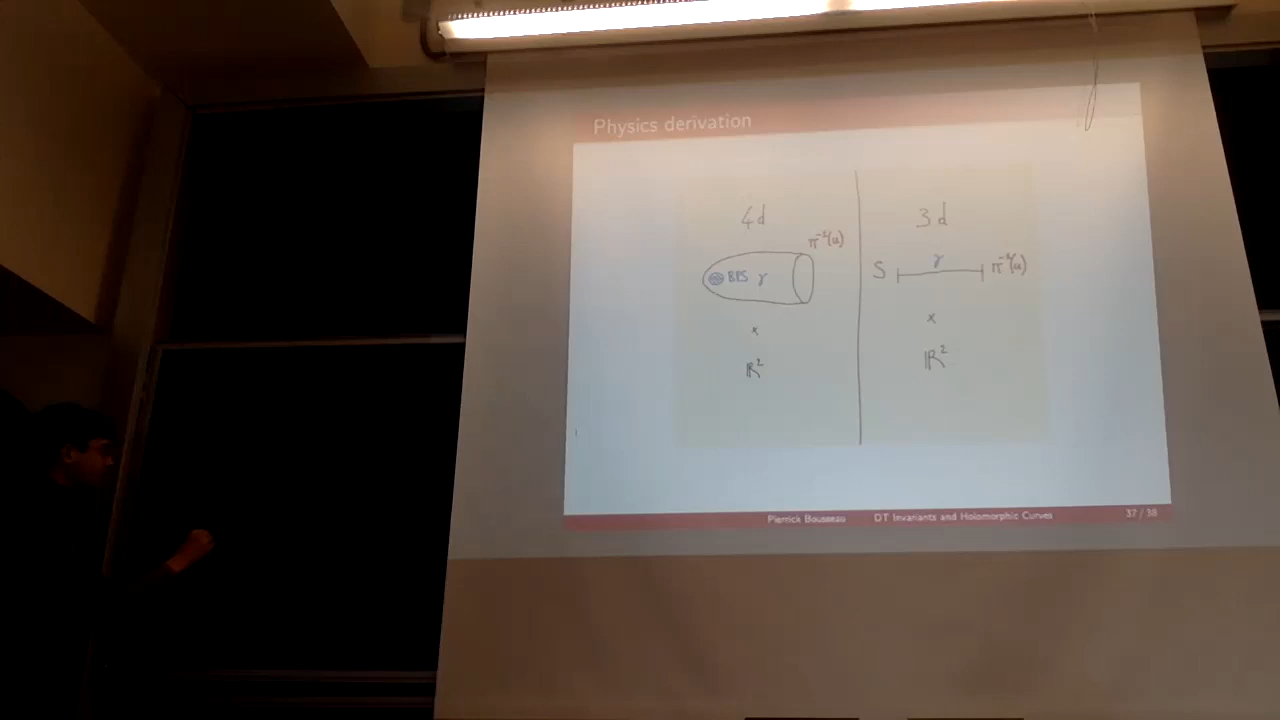 Physics derivation
4d
π⁻¹(u)
BPS γ
×
ℝ²
3d
S γ π⁻¹(u)
×
ℝ²
Pierrick Bousseau DT Invariants and Holomorphic Curves 37 / 38